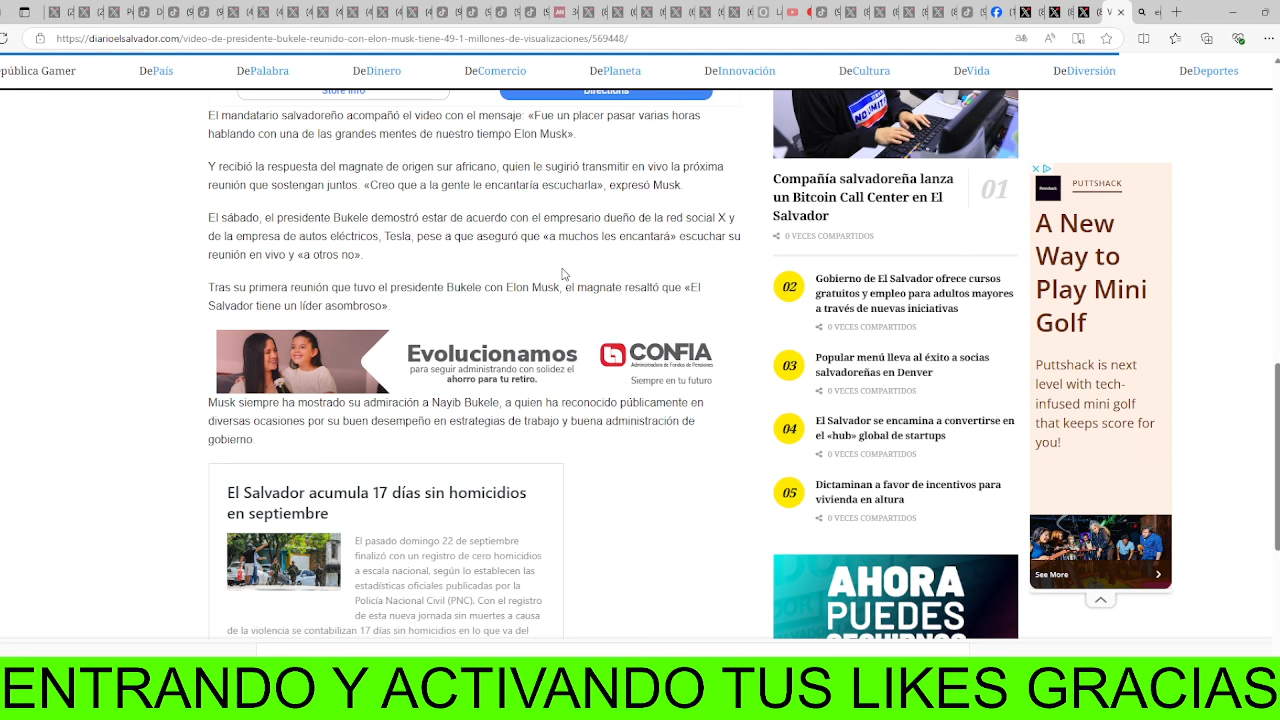 https://diarioelsalvador.com/video-de-presidente-bukele-reunido-con-elon-musk-tiene-49-1-millones-de-visualizaciones/569448/
pública Gamer DePaís DePalabra DeDinero DeComercio DePlaneta DeInnovación DeCultura DeVida DeDiversión DeDeportes
Store info Directions
El mandatario salvadoreño acompañó el video con el mensaje: «Fue un placer pasar varias horas
hablando con una de las grandes mentes de nuestro tiempo Elon Musk».
Y recibió la respuesta del magnate de origen sur africano, quien le sugirió transmitir en vivo la próxima
reunión que sostengan juntos. «Creo que a la gente le encantaría escucharla», expresó Musk.
El sábado, el presidente Bukele demostró estar de acuerdo con el empresario dueño de la red social X y
de la empresa de autos eléctricos, Tesla, pese a que aseguró que «a muchos les encantará» escuchar su
reunión en vivo y «a otros no».
Tras su primera reunión que tuvo el presidente Bukele con Elon Musk, el magnate resaltó que «El
Salvador tiene un líder asombroso».
Evolucionamos
para seguir administrando con solidez el
ahorro para tu retiro.
CONFIA
Administradora de Fondos de Pensiones
Siempre en tu futuro
Musk siempre ha mostrado su admiración a Nayib Bukele, a quien ha reconocido públicamente en
diversas ocasiones por su buen desempeño en estrategias de trabajo y buena administración de
gobierno.
El Salvador acumula 17 días sin homicidios
en septiembre
El pasado domingo 22 de septiembre
finalizó con un registro de cero homicidios
a escala nacional, según lo establecen las
estadísticas oficiales publicadas por la
Policía Nacional Civil (PNC). Con el registro
de esta nueva jornada sin muertes a causa
de la violencia se contabilizan 17 días sin homicidios en lo que va del
Compañía salvadoreña lanza
un Bitcoin Call Center en El
Salvador
01
0 VECES COMPARTIDOS
02
Gobierno de El Salvador ofrece cursos
gratuitos y empleo para adultos mayores
a través de nuevas iniciativas
0 VECES COMPARTIDOS
03
Popular menú lleva al éxito a socias
salvadoreñas en Denver
0 VECES COMPARTIDOS
04
El Salvador se encamina a convertirse en
el «hub» global de startups
0 VECES COMPARTIDOS
05
Dictaminan a favor de incentivos para
vivienda en altura
0 VECES COMPARTIDOS
AHORA
PUEDES
SEGUIRNOS
PUTTSHACK
A New
Way to
Play Mini
Golf
Puttshack is next
level with tech-
infused mini golf
that keeps score for
you!
See More
ENTRANDO Y ACTIVANDO TUS LIKES GRACIAS